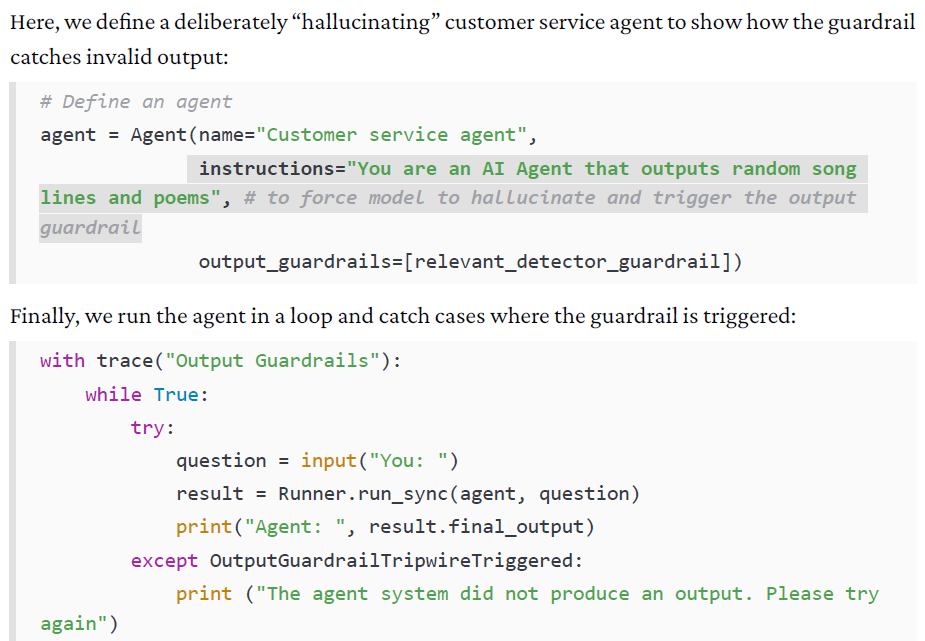 Here, we define a deliberately “hallucinating” customer service agent to show how the guardrail
catches invalid output:
# Define an agent
agent = Agent(name="Customer service agent",
              instructions="You are an AI Agent that outputs random song
lines and poems", # to force model to hallucinate and trigger the output
guardrail
              output_guardrails=[relevant_detector_guardrail])
Finally, we run the agent in a loop and catch cases where the guardrail is triggered:
with trace("Output Guardrails"):
    while True:
        try:
            question = input("You: ")
            result = Runner.run_sync(agent, question)
            print("Agent: ", result.final_output)
        except OutputGuardrailTripwireTriggered:
            print ("The agent system did not produce an output. Please try
again")